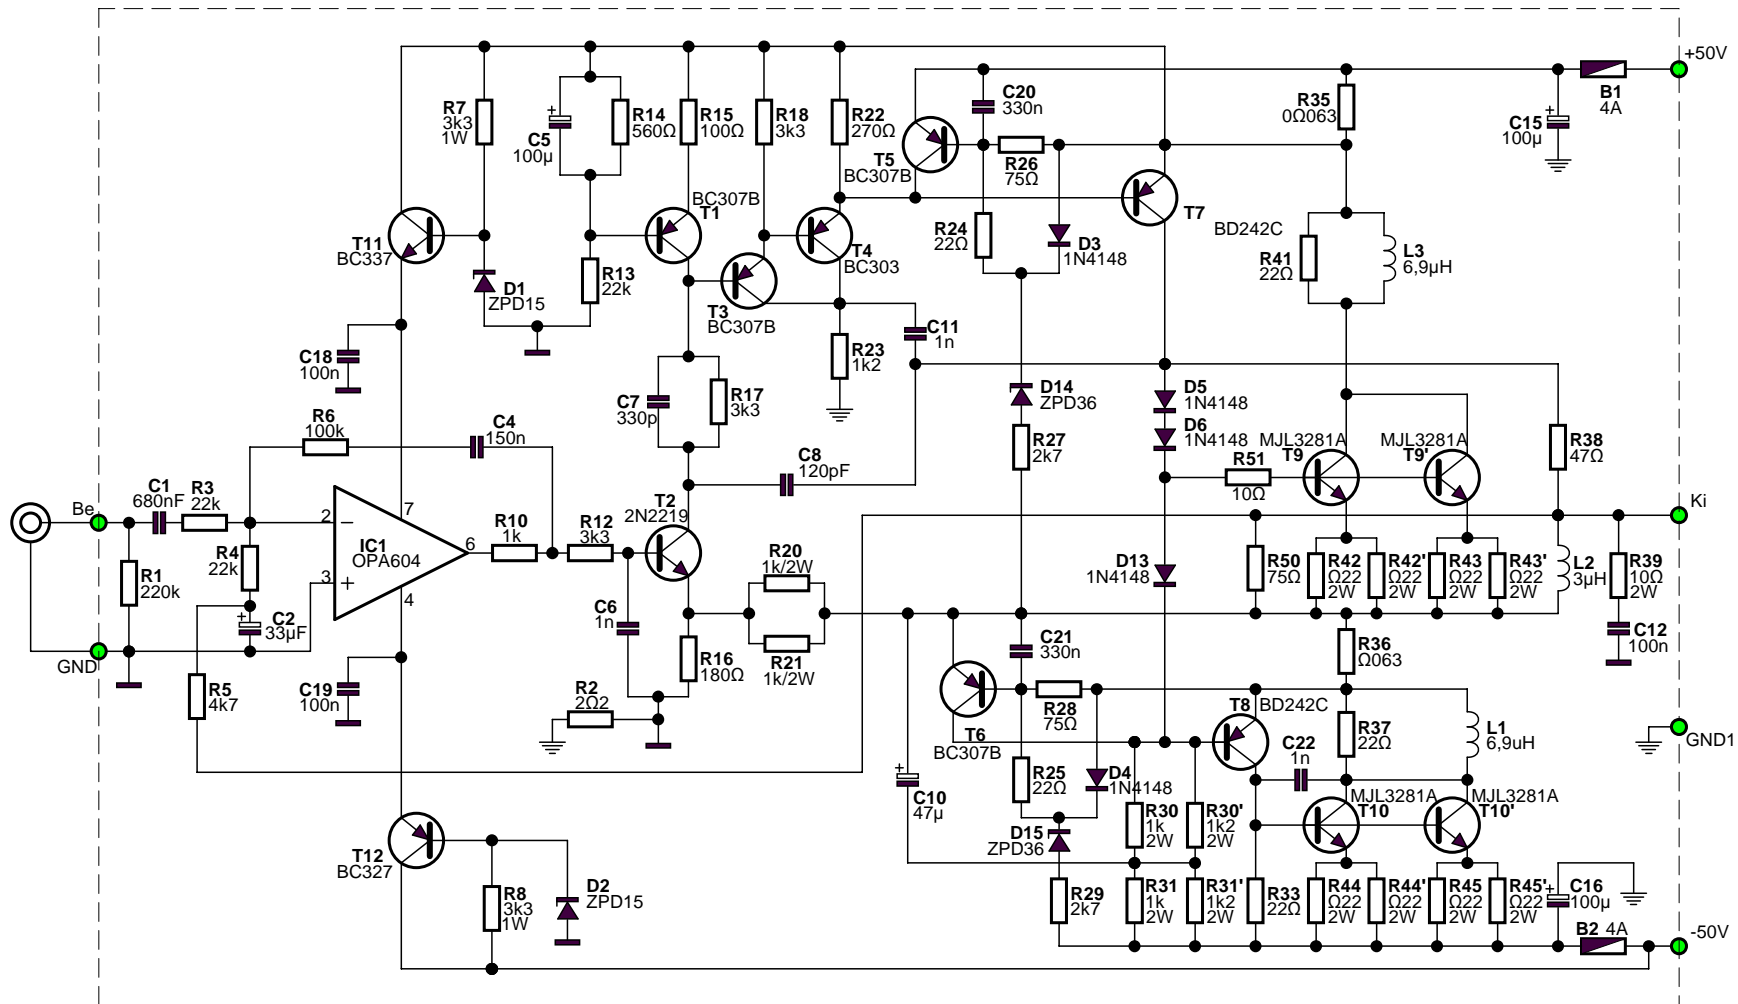 +50V
B1
4A
C15
100µ
R35
0Ω063
C20
330n
R7
3k3
1W
C5
100µ
R14
560Ω
R15
100Ω
R18
3k3
R22
270Ω
T5
BC307B
R26
75Ω
BC307B
T1
T7
BD242C
R24
22Ω
D3
1N4148
T11
BC337
D1
ZPD15
R13
22k
T3
BC307B
T4
BC303
R41
22Ω
L3
6,9µH
C11
1n
R23
1k2
C18
100n
C7
330p
R17
3k3
D14
ZPD36
R27
2k7
D5
1N4148
D6
1N4148
R6
100k
C4
150n
C8
120pF
R51
10Ω
MJL3281A
T9
MJL3281A
T9'
R38
47Ω
Be
C1
680nF
R3
22k
2
7
IC1
OPA604
6
3
4
R10
1k
R12
3k3
T2
2N2219
Ki
R1
220k
R4
22k
C2
33µF
GND
R5
4k7
C6
1n
R20
1k/2W
R21
1k/2W
R16
180Ω
D13
1N4148
R50
75Ω
R42
Ω22
2W
R42'
Ω22
2W
R43
Ω22
2W
R43'
Ω22
2W
L2
3µH
R39
10Ω
2W
C12
100n
C19
100n
R2
2Ω2
C21
330n
R36
Ω063
T6
BC307B
R28
75Ω
T8
BD242C
R37
22Ω
L1
6,9uH
GND1
C22
1n
C10
47µ
R25
22Ω
D4
1N4148
D15
ZPD36
R30
1k
2W
R30'
1k2
2W
MJL3281A
T10
MJL3281A
T10'
T12
BC327
R8
3k3
1W
D2
ZPD15
R29
2k7
R31
1k
2W
R31'
1k2
2W
R33
22Ω
R44
Ω22
2W
R44'
Ω22
2W
R45
Ω22
2W
R45'
Ω22
2W
C16
100µ
B2 4A
-50V